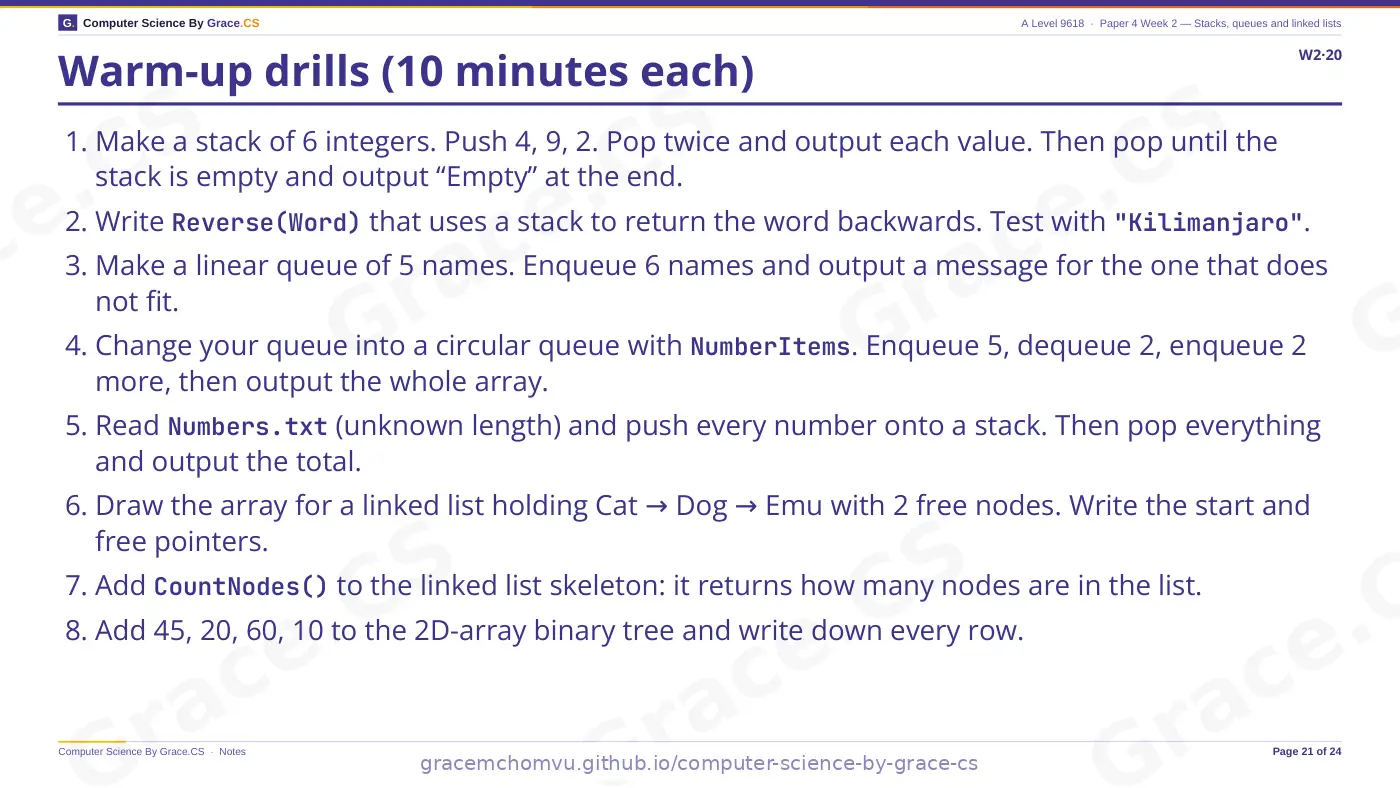 G. Computer Science By Grace.CS
A Level 9618 · Paper 4 Week 2 — Stacks, queues and linked lists
Warm-up drills (10 minutes each)
W2·20
1. Make a stack of 6 integers. Push 4, 9, 2. Pop twice and output each value. Then pop until the
stack is empty and output “Empty” at the end.
2. Write Reverse(Word) that uses a stack to return the word backwards. Test with "Kilimanjaro".
3. Make a linear queue of 5 names. Enqueue 6 names and output a message for the one that does
not fit.
4. Change your queue into a circular queue with NumberItems. Enqueue 5, dequeue 2, enqueue 2
more, then output the whole array.
5. Read Numbers.txt (unknown length) and push every number onto a stack. Then pop everything
and output the total.
6. Draw the array for a linked list holding Cat → Dog → Emu with 2 free nodes. Write the start and
free pointers.
7. Add CountNodes() to the linked list skeleton: it returns how many nodes are in the list.
8. Add 45, 20, 60, 10 to the 2D-array binary tree and write down every row.
Computer Science By Grace.CS · Notes
gracemchomvu.github.io/computer-science-by-grace-cs
Page 21 of 24